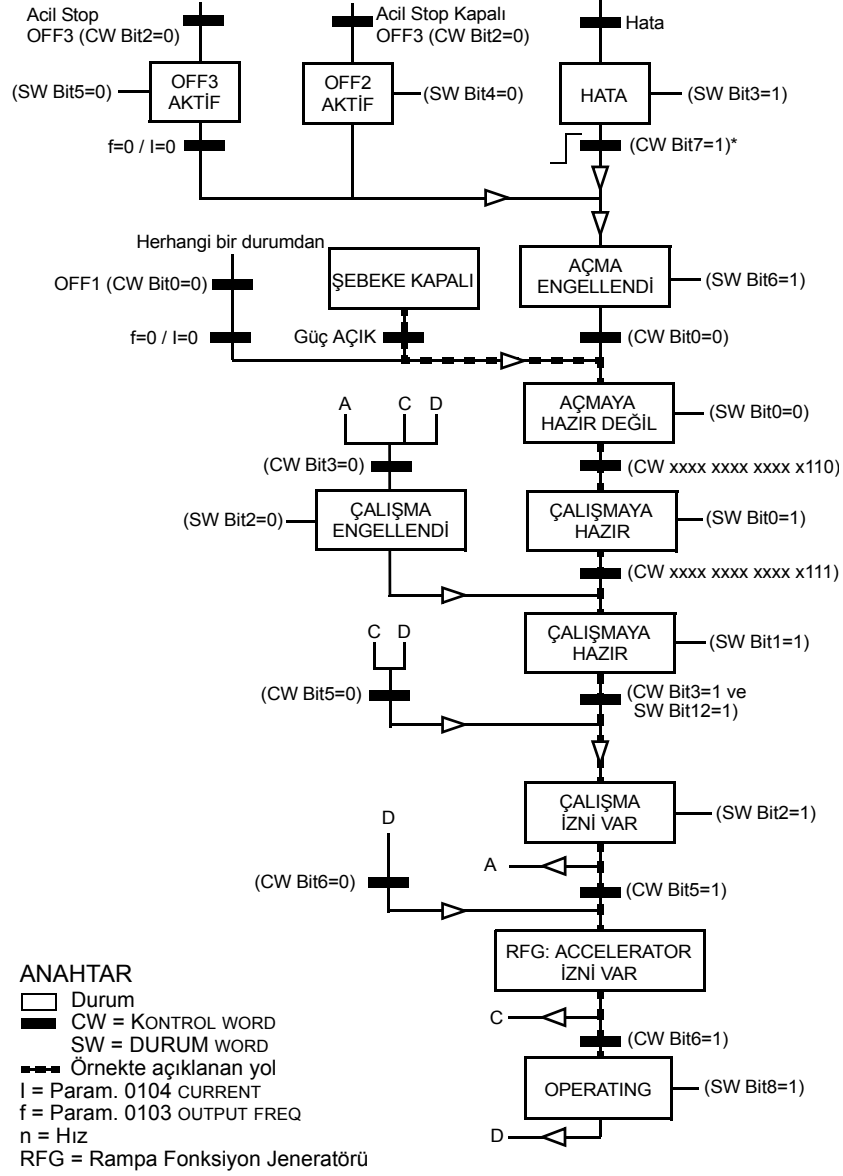 Acil Stop
OFF3 (CW Bit2=0)
Acil Stop Kapalı
OFF3 (CW Bit2=0)
Hata
(SW Bit5=0)
OFF3
AKTİF
OFF2
AKTİF
(SW Bit4=0)
HATA
(SW Bit3=1)
f=0 / I=0
(CW Bit7=1)*
Herhangi bir durumdan
OFF1 (CW Bit0=0)
ŞEBEKE KAPALI
AÇMA
ENGELLENDİ
(SW Bit6=1)
f=0 / I=0
Güç AÇIK
(CW Bit0=0)
A C D
AÇMAYA
HAZIR DEĞİL
(SW Bit0=0)
(CW Bit3=0)
(CW xxxx xxxx xxxx x110)
(SW Bit2=0)
ÇALIŞMA
ENGELLENDİ
ÇALIŞMAYA
HAZIR
(SW Bit0=1)
(CW xxxx xxxx xxxx x111)
C D
ÇALIŞMAYA
HAZIR
(SW Bit1=1)
(CW Bit5=0)
(CW Bit3=1 ve
SW Bit12=1)
ÇALIŞMA
İZNİ VAR
(SW Bit2=1)
D
A
(CW Bit6=0)
(CW Bit5=1)
RFG: ACCELERATOR
İZNİ VAR
C
(CW Bit6=1)
OPERATING
(SW Bit8=1)
D
ANAHTAR
Durum
CW = KONTROL WORD
SW = DURUM WORD
Örnekte açıklanan yol
I = Param. 0104 CURRENT
f = Param. 0103 OUTPUT FREQ
n = Hız
RFG = Rampa Fonksiyon Jeneratörü